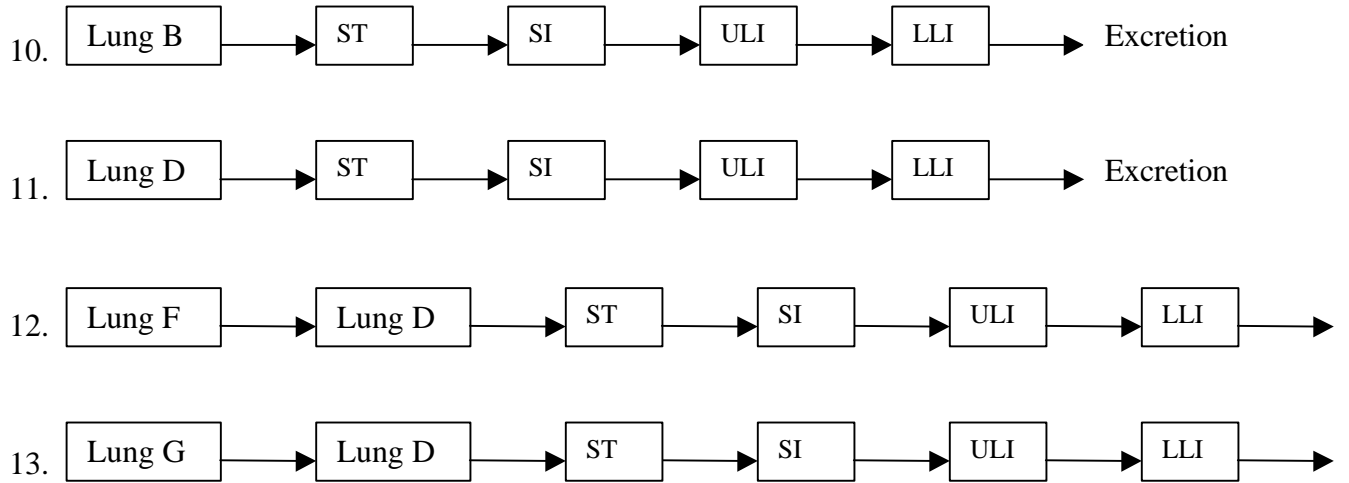 10. Lung B ST SI ULI LLI Excretion
11. Lung D ST SI ULI LLI Excretion
12. Lung F Lung D ST SI ULI LLI
13. Lung G Lung D ST SI ULI LLI